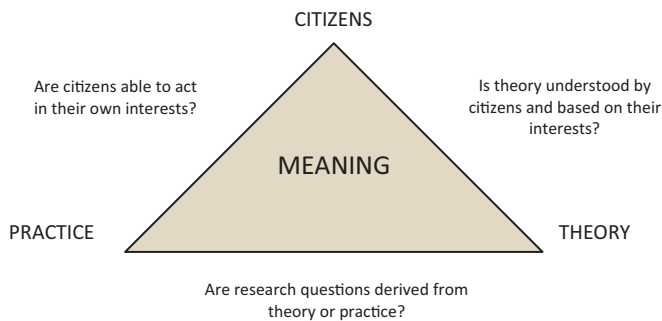 CITIZENS
Are citizens able to act
in their own interests?
Is theory understood by
citizens and based on their
interests?
MEANING
PRACTICE
THEORY
Are research questions derived from
theory or practice?